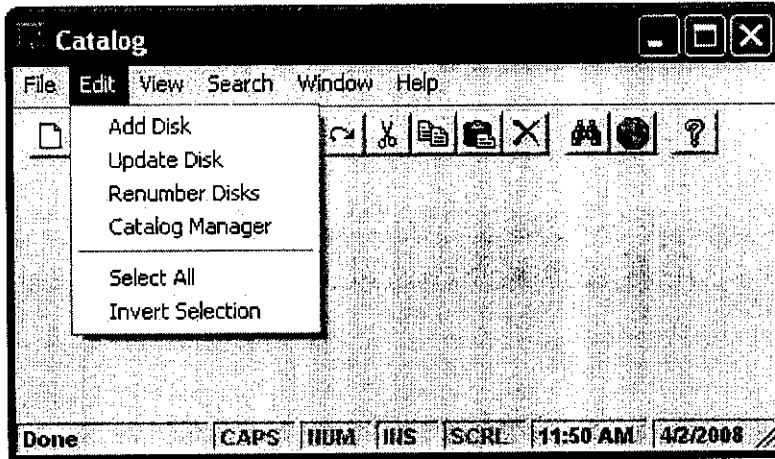 Catalog
File Edit View Search Window Help
Add Disk
Update Disk
Renumber Disks
Catalog Manager
Select All
Invert Selection
Done CAPS NUM INS SCRL 11:50 AM 4/2/2008